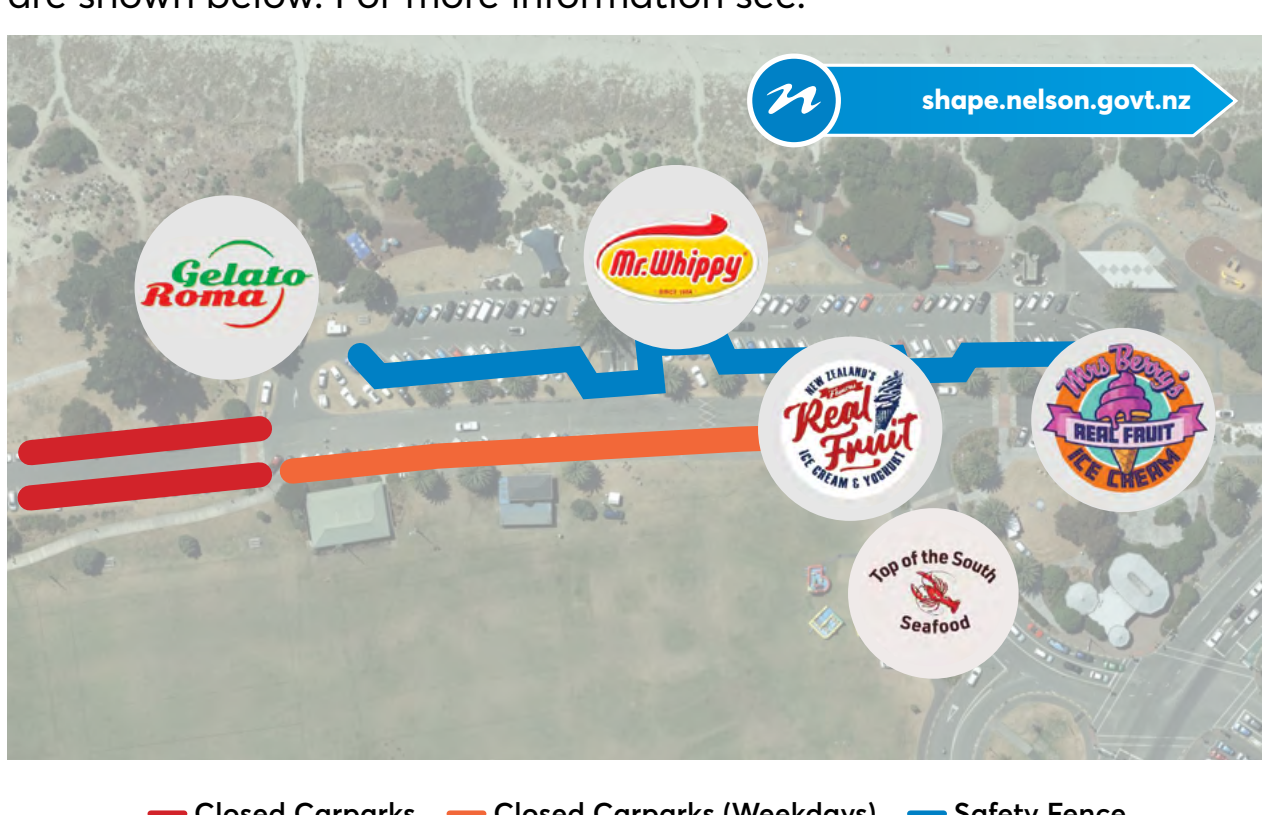 are shown below. For more information see:
shape.nelson.govt.nz
Gelato
Roma
Mr.Whippy
SINCE 1964
NEW ZEALAND'S
Famous
Real
Fruit
ICE CREAM & YOGHURT
Mrs Berry's
REAL FRUIT
ICE CREAM
Top of the South
Seafood
Closed Carparks
Closed Carparks (Weekdays)
Safety Fence